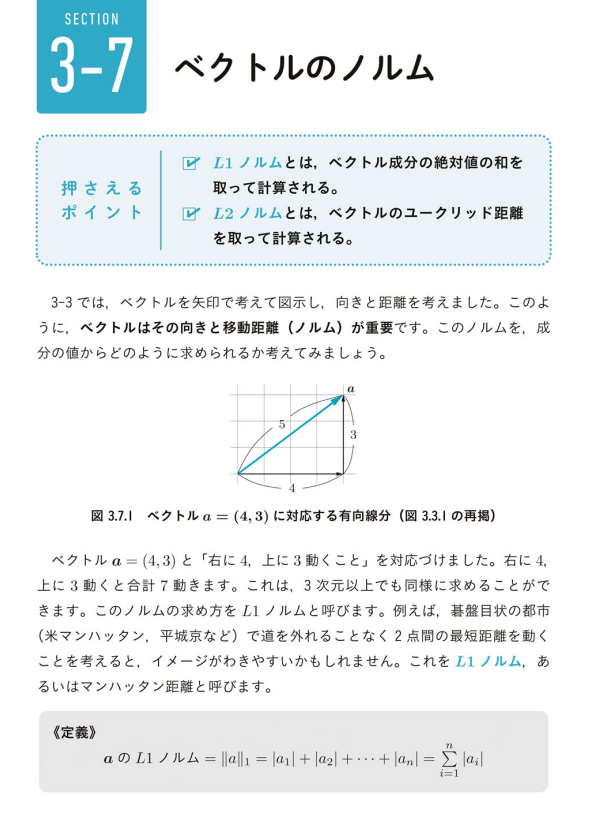 SECTION
3-7
ベクトルのノルム
押さえる
ポイント
L1 ノルムとは，ベクトル成分の絶対値の和を
取って計算される。
L2 ノルムとは，ベクトルのユークリッド距離
を取って計算される。
3-3 では，ベクトルを矢印で考えて図示し，向きと距離を考えました。このよ
うに，ベクトルはその向きと移動距離（ノルム）が重要です。このノルムを，成
分の値からどのように求められるか考えてみましょう。
a
5
3
4
図 3.7.1　ベクトル a = (4, 3) に対応する有向線分（図 3.3.1 の再掲）
ベクトル a = (4, 3) と「右に 4，上に 3 動くこと」を対応づけました。右に 4，
上に 3 動くと合計 7 動きます。これは，3 次元以上でも同様に求めることがで
きます。このノルムの求め方を L1 ノルムと呼びます。例えば，碁盤目状の都市
（米マンハッタン，平城京など）で道を外れることなく 2 点間の最短距離を動く
ことを考えると，イメージがわきやすいかもしれません。これを L1 ノルム，あ
るいはマンハッタン距離と呼びます。
《定義》
a の L1 ノルム = ‖a‖₁ = |a₁| + |a₂| + ⋯ + |aₙ| = ∑ⁿᵢ₌₁ |aᵢ|